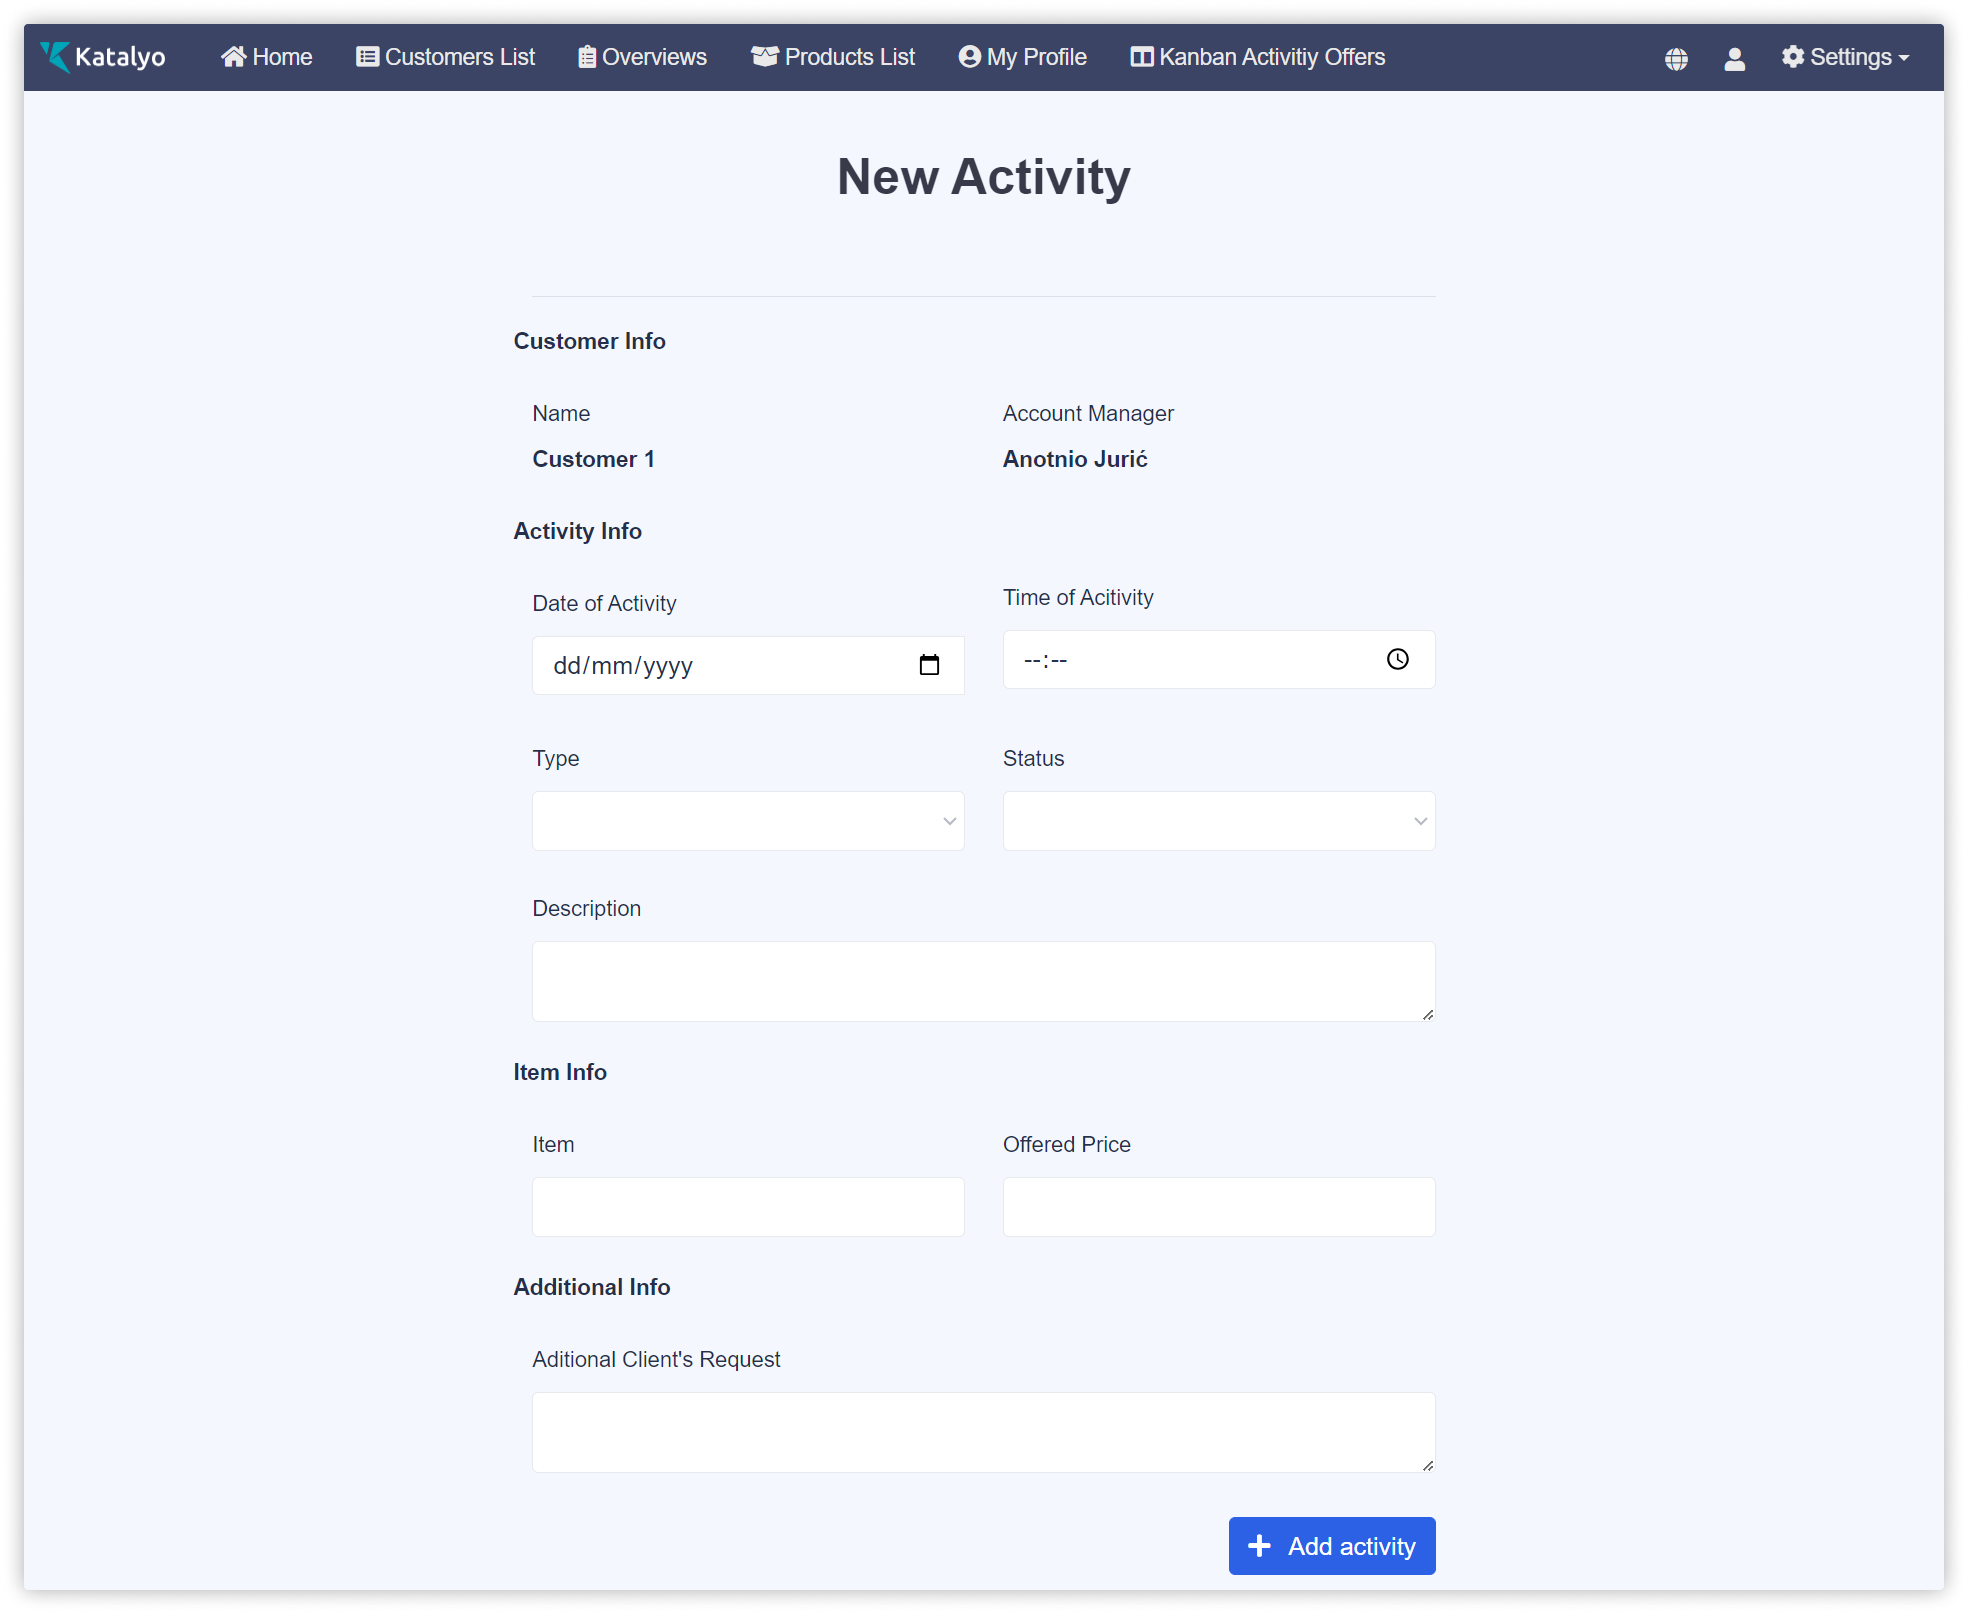 Katalyo Home Customers List Overviews Products List My Profile Kanban Activitiy Offers Settings
New Activity
Customer Info
Name Account Manager
Customer 1 Anotnio Jurić
Activity Info
Date of Activity Time of Acitivity
dd/mm/yyyy --:--
Type Status
Description
Item Info
Item Offered Price
Additional Info
Aditional Client's Request
Add activity